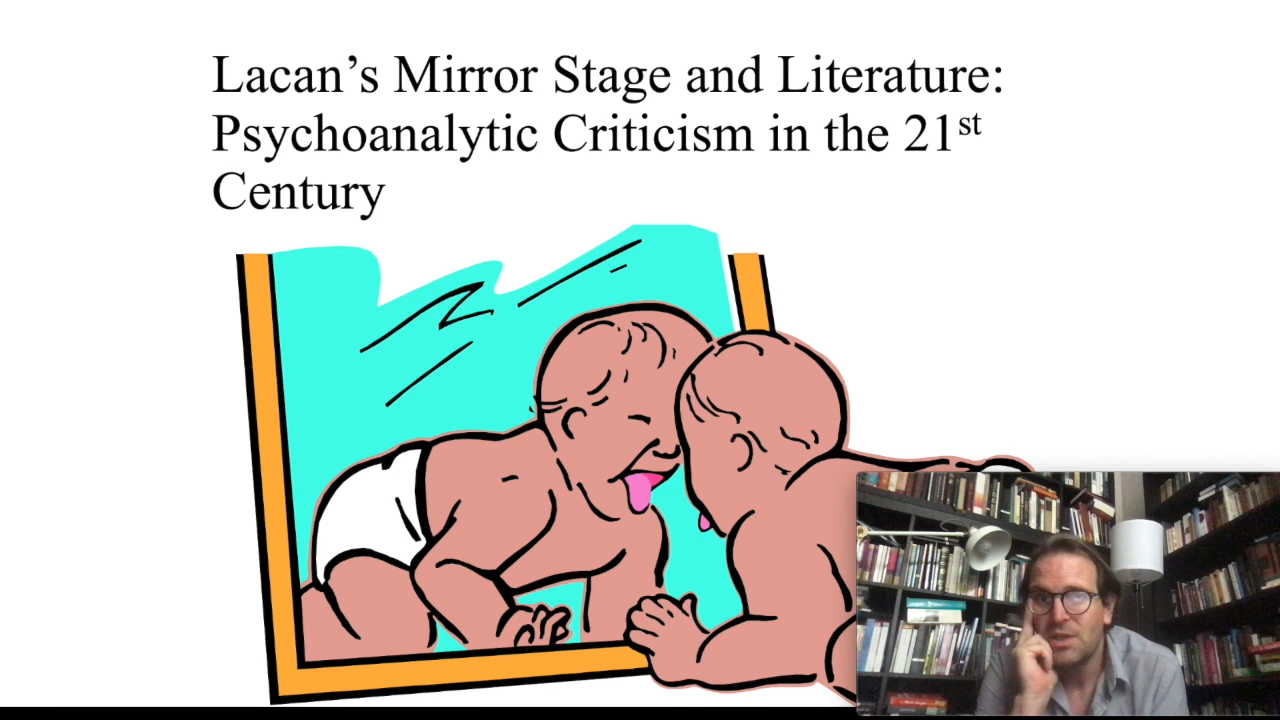 Lacan’s Mirror Stage and Literature:
Psychoanalytic Criticism in the 21st
Century